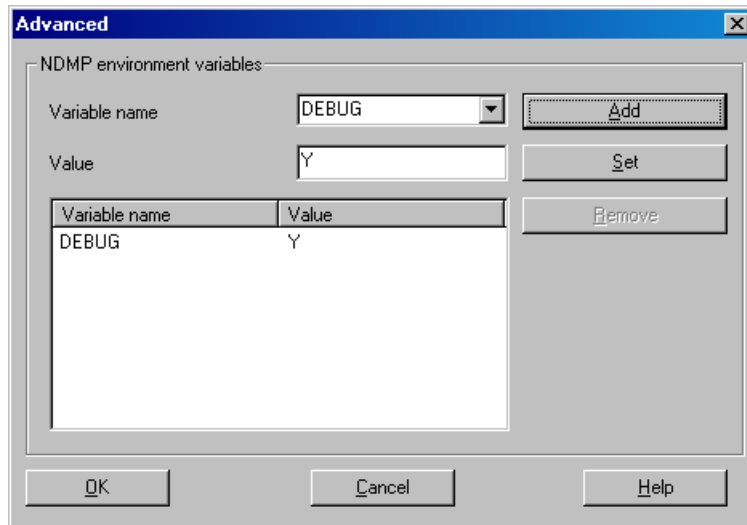 Advanced
NDMP environment variables
Variable name DEBUG Add
Value Y Set
Variable name Value Remove
DEBUG Y
OK Cancel Help